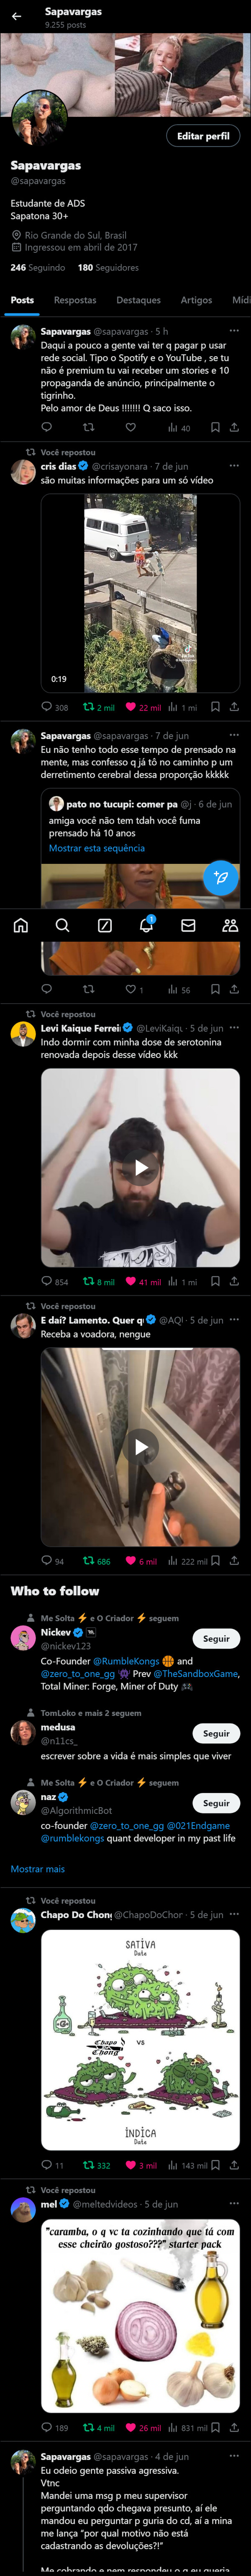 Sapavargas
9.255 posts
Editar perfil
Sapavargas
@sapavargas
Estudante de ADS
Sapatona 30+
Rio Grande do Sul, Brasil
Ingressou em abril de 2017
246 Seguindo 180 Seguidores
Posts Respostas Destaques Artigos Mídi
Sapavargas @sapavargas · 5 h
Daqui a pouco a gente vai ter q pagar p usar
rede social. Tipo o Spotify e o YouTube , se tu
não é premium tu vai receber um stories e 10
propaganda de anúncio, principalmente o
tigrinho.
Pelo amor de Deus !!!!!!! Q saco isso.
40
Você repostou
cris dias @crisayonara · 7 de jun
são muitas informações para um só vídeo
TikTok
0:19
308 2 mil 22 mil 1 mi
Sapavargas @sapavargas · 7 de jun
Eu não tenho todo esse tempo de prensado na
mente, mas confesso q já tô no caminho p um
derretimento cerebral dessa proporção kkkkk
pato no tucupi: comer pa @j · 6 de jun
amiga você não tem tdah você fuma
prensado há 10 anos
Mostrar esta sequência
1
1 56
Você repostou
Levi Kaique Ferrei @LeviKaiqu · 5 de jun
Indo dormir com minha dose de serotonina
renovada depois desse vídeo kkk
854 8 mil 41 mil 1 mi
Você repostou
E daí? Lamento. Quer q @AQ! · 5 de jun
Receba a voadora, nengue
94 686 6 mil 222 mil
Who to follow
Me Solta ⚡ e O Criador ⚡ seguem
Nickev
@nickev123
Seguir
Co-Founder @RumbleKongs 🏀 and
@zero_to_one_gg 👾 Prev @TheSandboxGame,
Total Miner: Forge, Miner of Duty 🎮
TomLoko e mais 2 seguem
medusa
@n11cs_
Seguir
escrever sobre a vida é mais simples que viver
Me Solta ⚡ e O Criador ⚡ seguem
naz
@AlgorithmicBot
Seguir
co-founder @zero_to_one_gg @021Endgame
@rumblekongs quant developer in my past life
Mostrar mais
Você repostou
Chapo Do Chong @ChapoDoChor · 5 de jun
SATIVA
Data
Chapo
Chong
VS
Data
ÍNDICA
11 332 3 mil 143 mil
Você repostou
mel @meltedvideos · 5 de jun
"caramba, o q vc ta cozinhando que tá com
esse cheirão gostoso???" starter pack
189 4 mil 26 mil 831 mil
Sapavargas @sapavargas · 4 de jun
Eu odeio gente passiva agressiva.
Vtnc
Mandei uma msg p meu supervisor
perguntando qdo chegava presunto, aí ele
mandou eu perguntar p guria do cd, aí a mina
me lança "por qual motivo não está
cadastrando as devoluções?!"
Me cobrando e nem respondeu o q eu queria